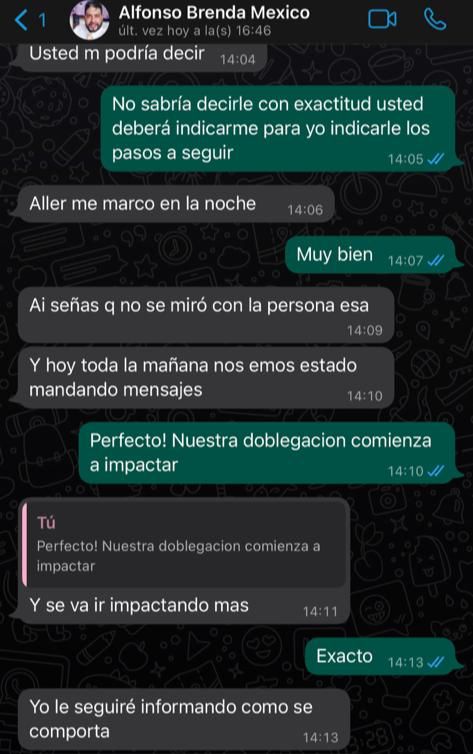 1
Alfonso Brenda Mexico
últ. vez hoy a la(s) 16:46
Usted m podría decir 14:04
No sabría decirle con exactitud usted
deberá indicarme para yo indicarle los
pasos a seguir
14:05
Aller me marco en la noche 14:06
Muy bien 14:07
Ai señas q no se miró con la persona esa
14:09
Y hoy toda la mañana nos emos estado
mandando mensajes 14:10
Perfecto! Nuestra doblegacion comienza
a impactar 14:10
Tú
Perfecto! Nuestra doblegacion comienza a
impactar
Y se va ir impactando mas 14:11
Exacto 14:13
Yo le seguiré informando como se
comporta 14:13